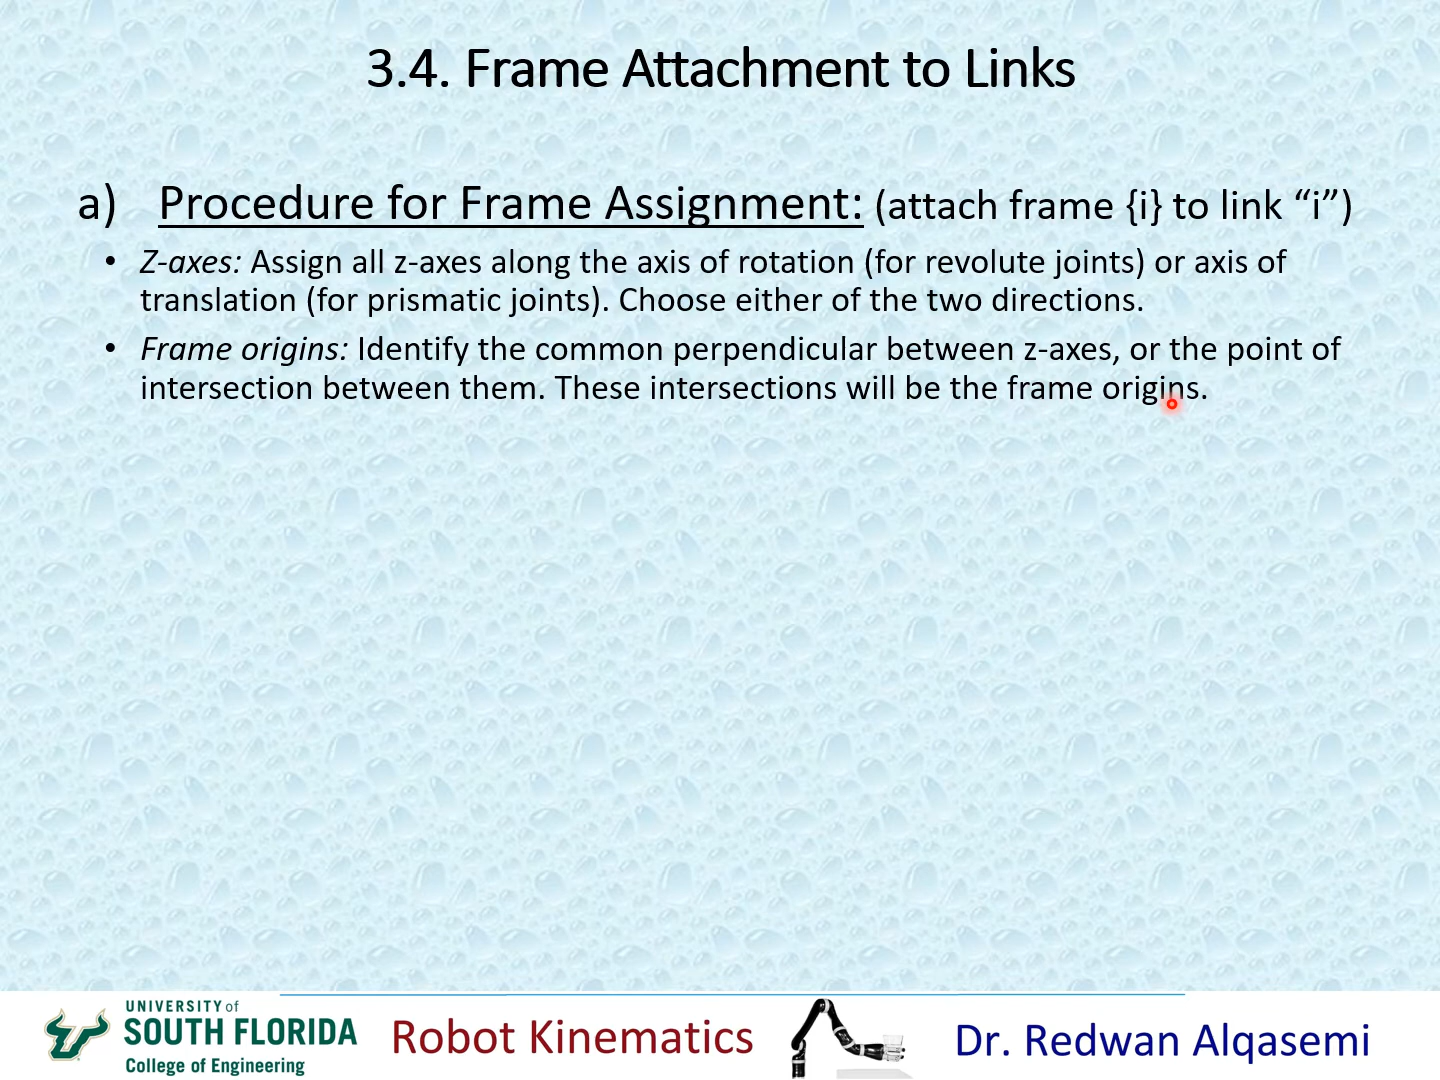 3.4. Frame Attachment to Links
a) Procedure for Frame Assignment: (attach frame {i} to link “i”)
• Z-axes: Assign all z-axes along the axis of rotation (for revolute joints) or axis of
translation (for prismatic joints). Choose either of the two directions.
• Frame origins: Identify the common perpendicular between z-axes, or the point of
intersection between them. These intersections will be the frame origins.
UNIVERSITY of
SOUTH FLORIDA
College of Engineering
Robot Kinematics
Dr. Redwan Alqasemi